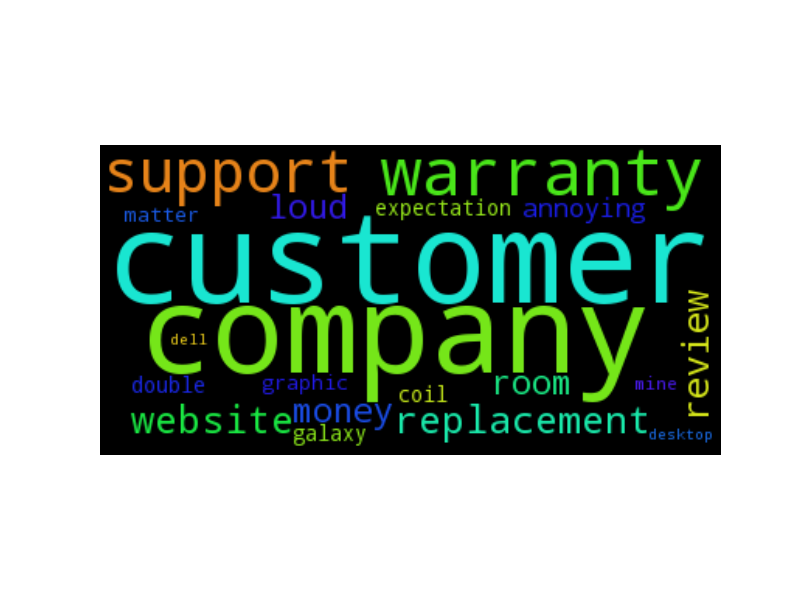 support warranty
loud expectation annoying
matter
customer
company
dell
review
double graphic coil room mine
website money replacement
galaxy desktop